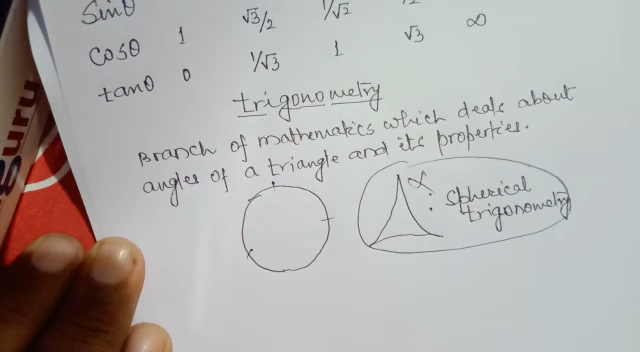 sinθ √3/2 1/√2
cosθ 1 1/√3 1 √3 ∞
tanθ 0
trigonometry
Branch of mathematics which deals about
angles of a triangle and its properties.
α
: spherical
trigonometry
uru